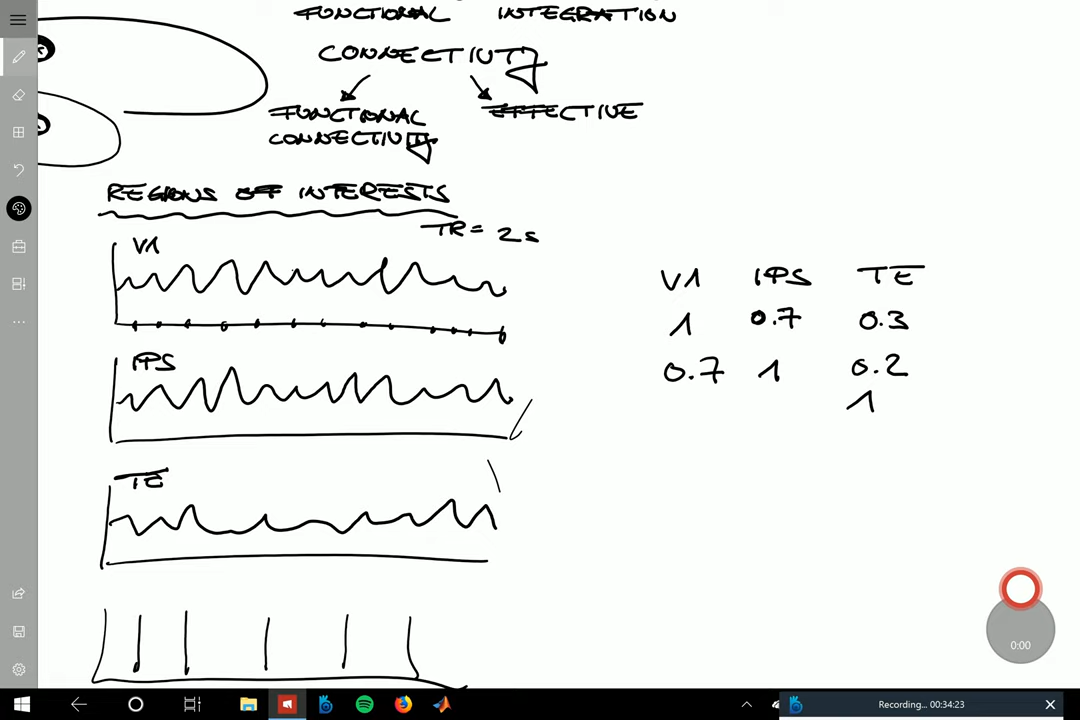 FUNCTIONAL INTEGRATION
CONNECTIVITY
FUNCTIONAL EFFECTIVE
CONNECTIVITY
REGIONS OFF INTERESTS
TR = 2s
V1
IPS
TE
V1 IPS TE
1 0.7 0.3
0.7 1 0.2
1
0:00
Recording... 00:34:23